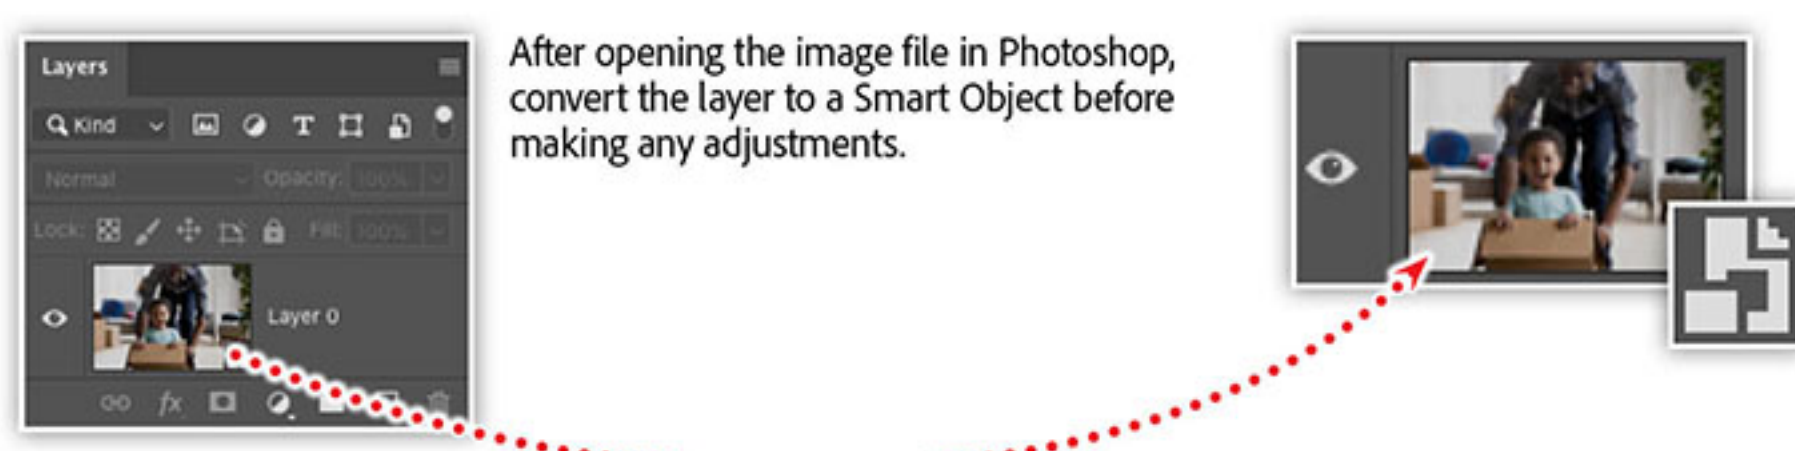 Layers
After opening the image file in Photoshop,
convert the layer to a Smart Object before
making any adjustments.
Kind
T
Normal
Opacity: 100%
Lock:
Fill: 100%
Layer 0
fx